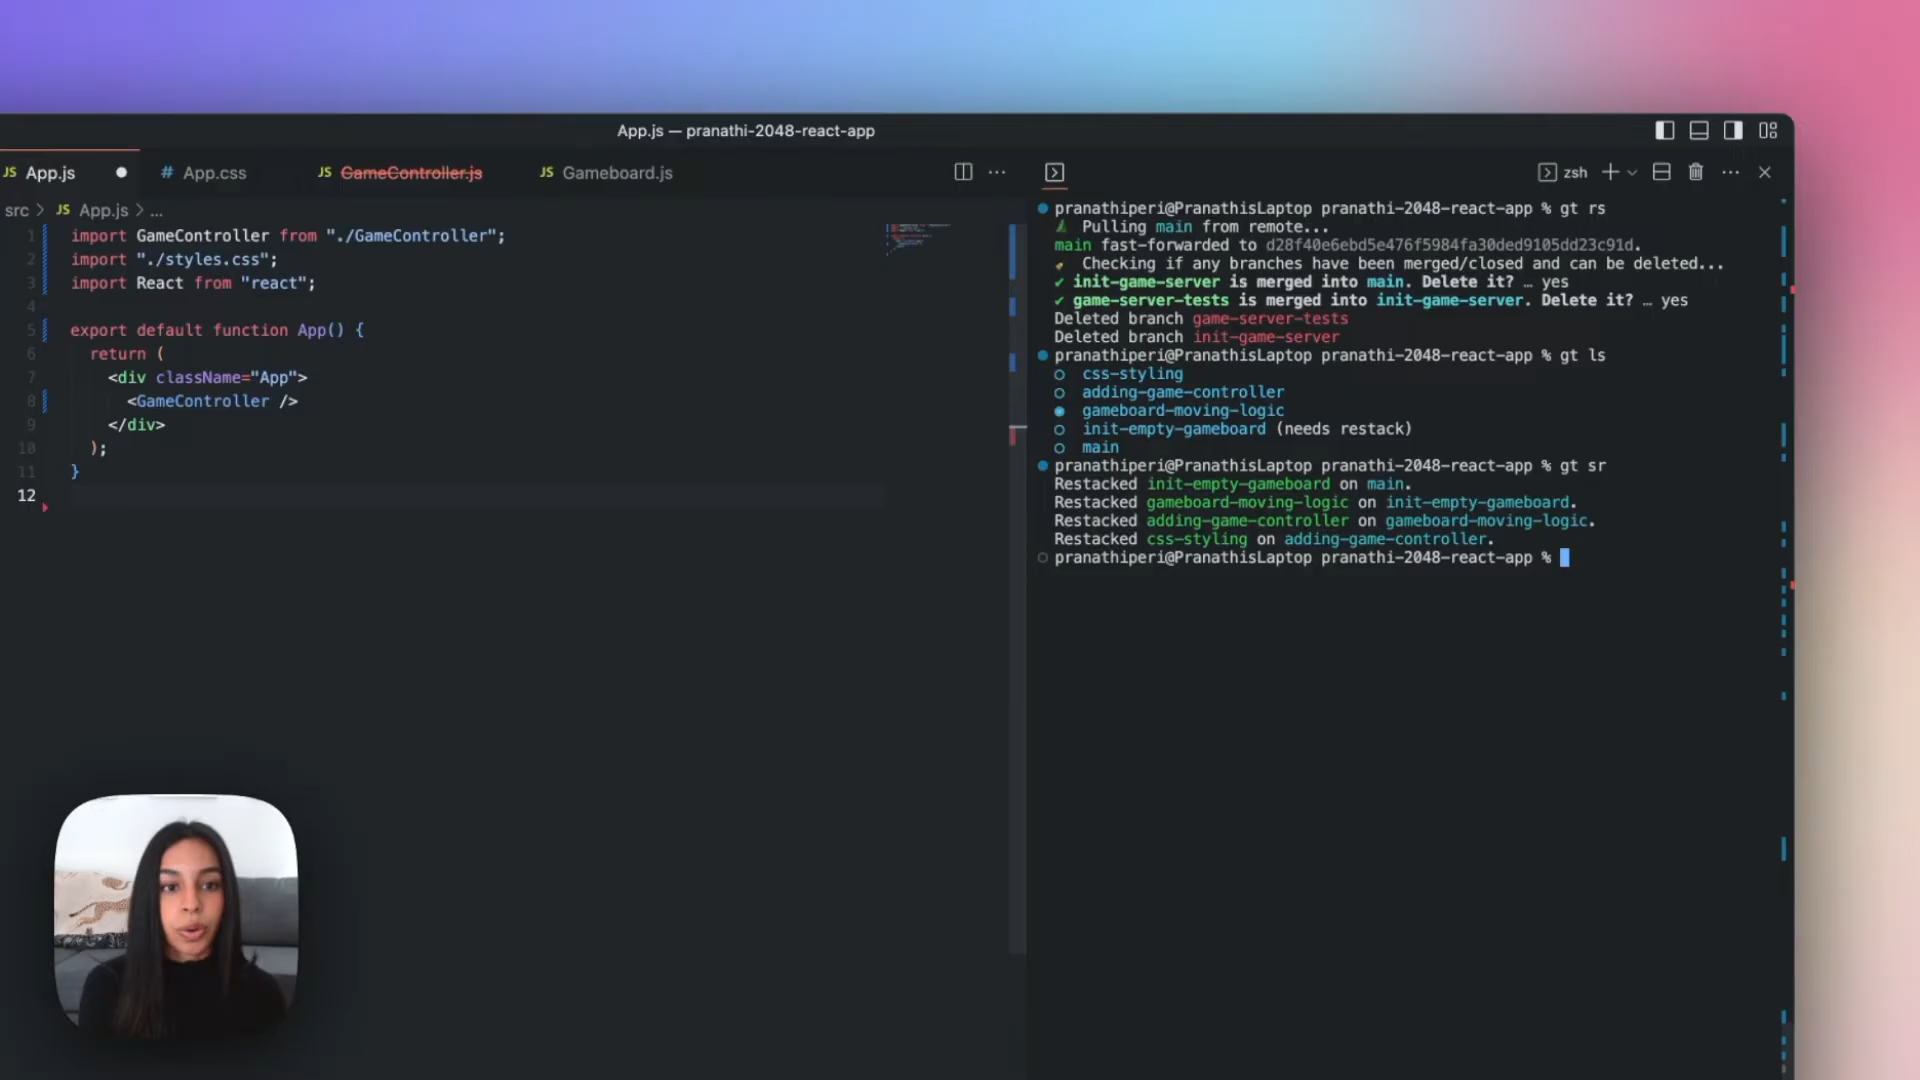 App.js — pranathi-2048-react-app
JS App.js
# App.css
JS GameController.js
JS Gameboard.js
src > JS App.js > ...
1 import GameController from "./GameController";
2 import "./styles.css";
3 import React from "react";
4
5 export default function App() {
6 return (
7 <div className="App">
8 <GameController />
9 </div>
10 );
11 }
12
zsh
pranathiperi@PranathisLaptop pranathi-2048-react-app % gt rs
Pulling main from remote...
main fast-forwarded to d28f40e6ebd5e476f5984fa30ded9105dd23c91d.
Checking if any branches have been merged/closed and can be deleted...
✔ init-game-server is merged into main. Delete it? … yes
✔ game-server-tests is merged into init-game-server. Delete it? … yes
Deleted branch game-server-tests
Deleted branch init-game-server
pranathiperi@PranathisLaptop pranathi-2048-react-app % gt ls
css-styling
adding-game-controller
gameboard-moving-logic
init-empty-gameboard (needs restack)
main
pranathiperi@PranathisLaptop pranathi-2048-react-app % gt sr
Restacked init-empty-gameboard on main.
Restacked gameboard-moving-logic on init-empty-gameboard.
Restacked adding-game-controller on gameboard-moving-logic.
Restacked css-styling on adding-game-controller.
pranathiperi@PranathisLaptop pranathi-2048-react-app %